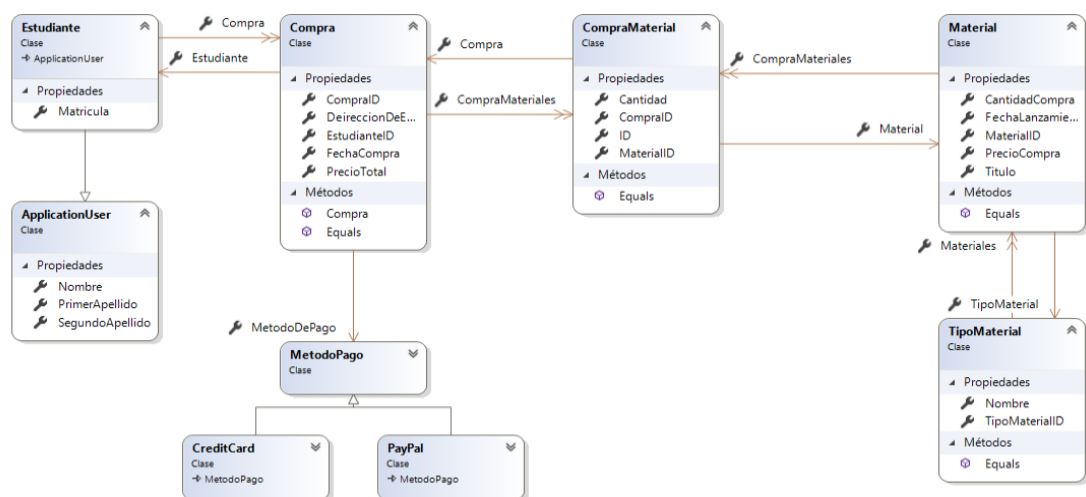 Estudiante
Clase
ApplicationUser
Propiedades
Matricula
Compra
Estudiante
ApplicationUser
Clase
Propiedades
Nombre
PrimerApellido
SegundoApellido
Compra
Clase
Propiedades
CompraID
DeireccionDeE...
EstudianteID
FechaCompra
PrecioTotal
Métodos
Compra
Equals
Compra
CompraMateriales
MetodoDePago
MetodoPago
Clase
CreditCard
Clase
MetodoPago
PayPal
Clase
MetodoPago
CompraMaterial
Clase
Propiedades
Cantidad
CompraID
ID
MaterialID
Métodos
Equals
CompraMateriales
Material
Material
Clase
Propiedades
CantidadCompra
FechaLanzamie...
MaterialID
PrecioCompra
Titulo
Métodos
Equals
Materiales
TipoMaterial
TipoMaterial
Clase
Propiedades
Nombre
TipoMaterialID
Métodos
Equals